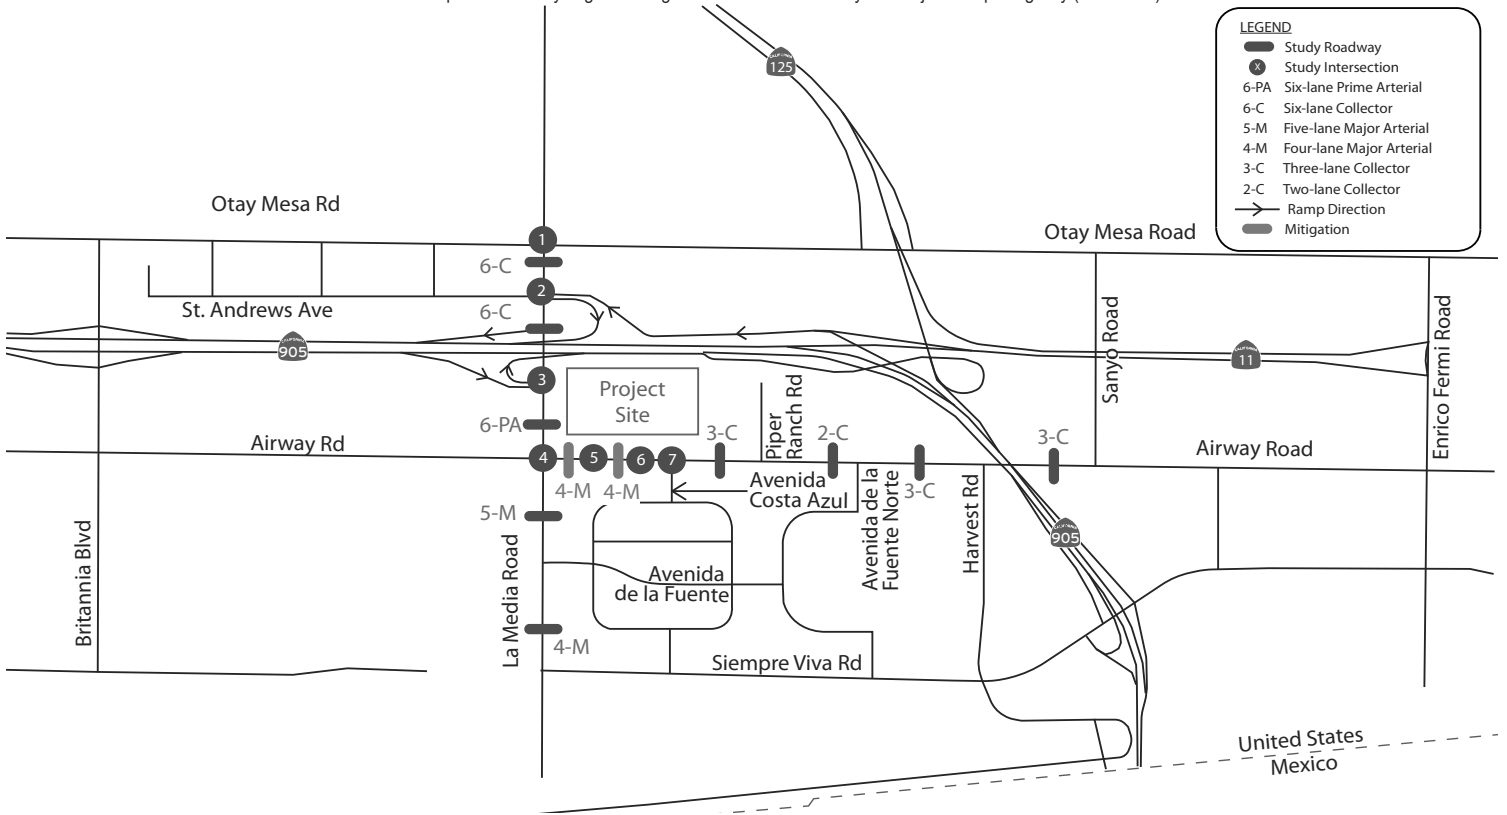 LEGEND
Study Roadway
X Study Intersection
6-PA Six-lane Prime Arterial
6-C Six-lane Collector
5-M Five-lane Major Arterial
4-M Four-lane Major Arterial
3-C Three-lane Collector
2-C Two-lane Collector
Ramp Direction
Mitigation
CALIFORNIA
125
Otay Mesa Rd
Otay Mesa Road
1
6-C
2
St. Andrews Ave
6-C
CALIFORNIA
905
3
Project
Site
CALIFORNIA
11
Sanyo Road
Enrico Fermi Road
6-PA
Airway Rd
4
5
6
7
4-M
4-M
3-C
Piper
Ranch Rd
2-C
3-C
3-C
Airway Road
Avenida
Costa Azul
Avenida de la
Fuente Norte
Harvest Rd
CALIFORNIA
905
5-M
Britannia Blvd
La Media Road
Avenida
de la Fuente
4-M
Siempre Viva Rd
United States
Mexico